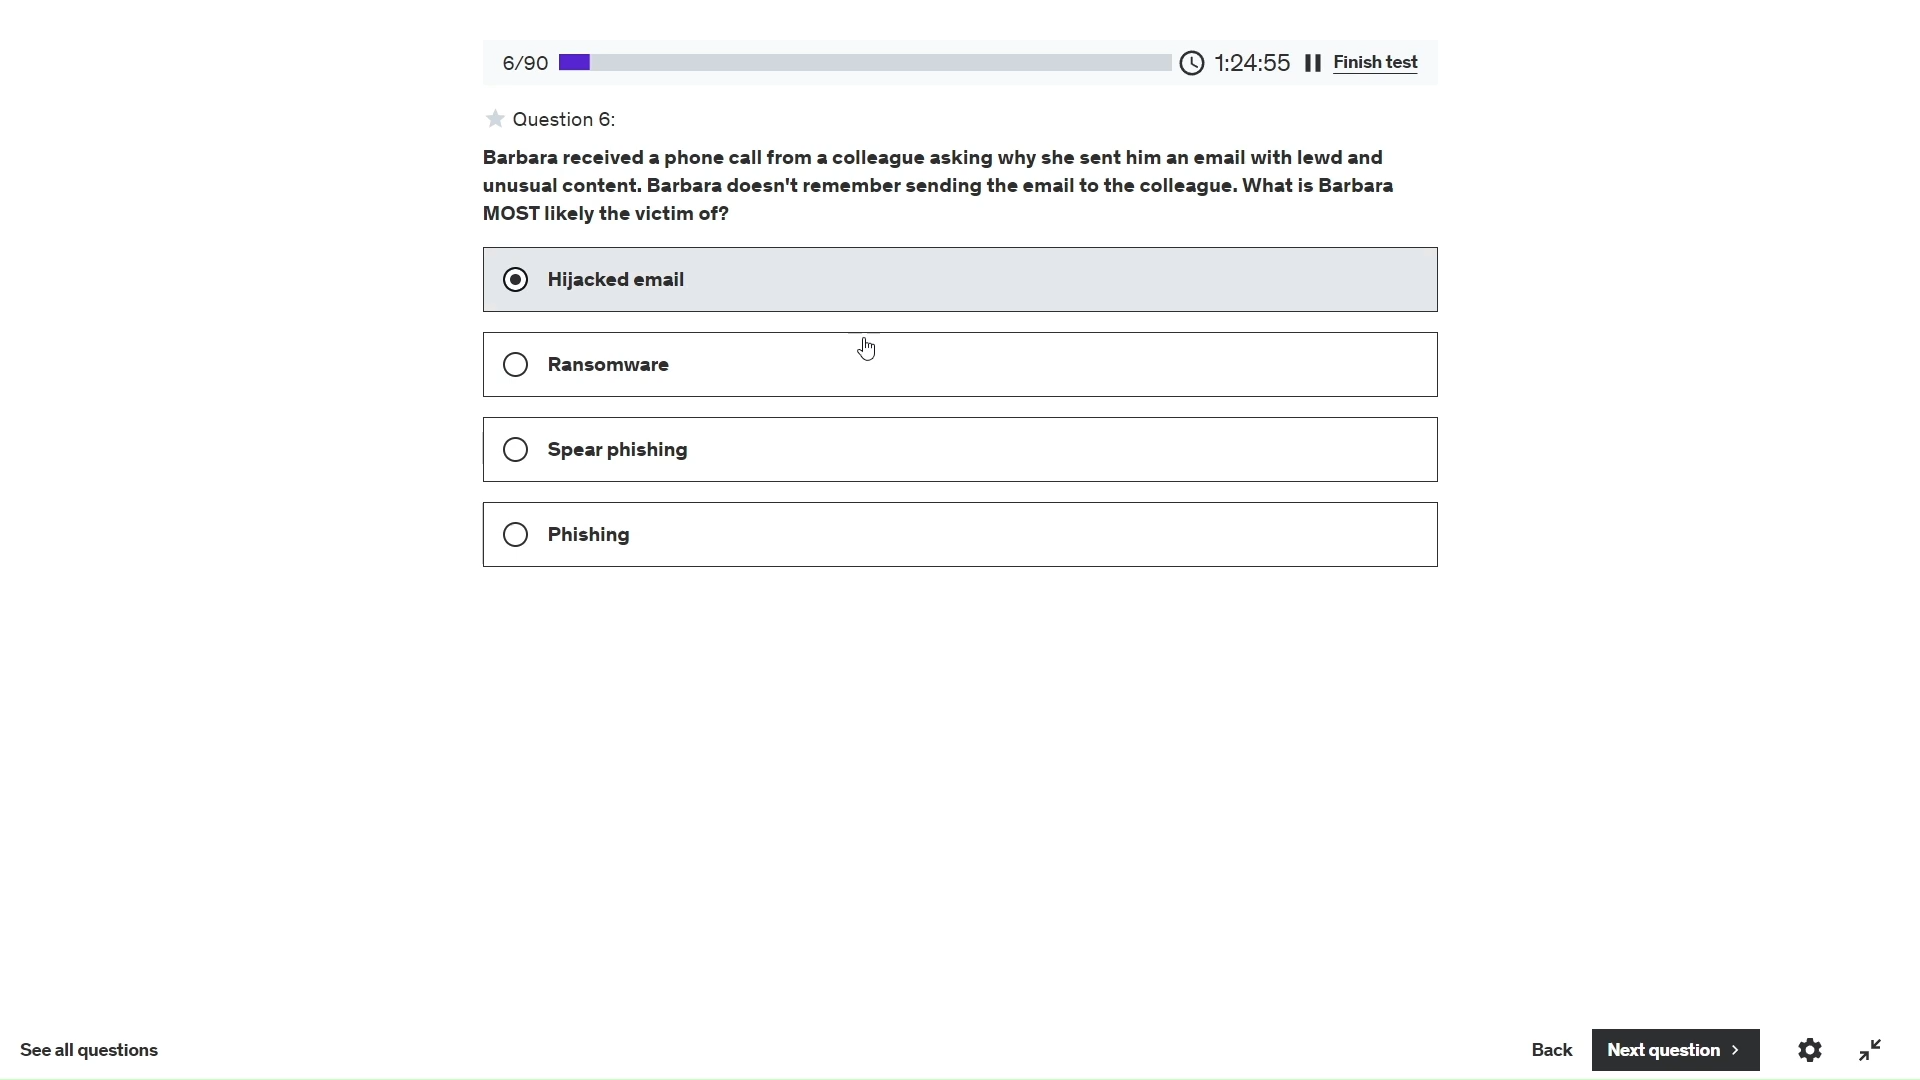 6/90 1:24:55 Finish test
Question 6:
Barbara received a phone call from a colleague asking why she sent him an email with lewd and
unusual content. Barbara doesn't remember sending the email to the colleague. What is Barbara
MOST likely the victim of?
Hijacked email
Ransomware
Spear phishing
Phishing
See all questions Back Next question